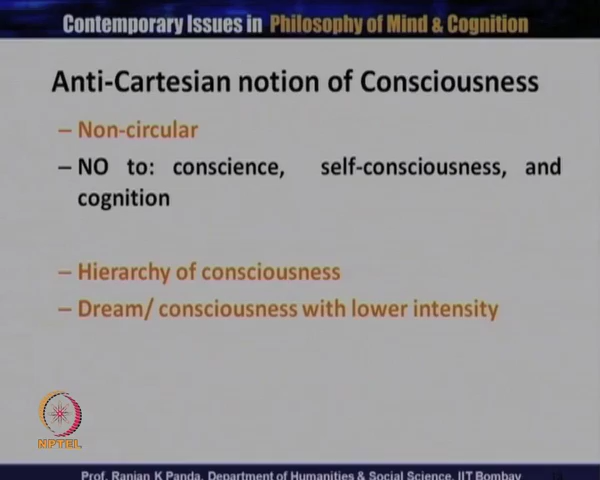 Contemporary Issues in Philosophy of Mind & Cognition
Anti-Cartesian notion of Consciousness
– Non-circular
– NO to: conscience, self-consciousness, and
cognition
– Hierarchy of consciousness
– Dream/ consciousness with lower intensity
NPTEL
Prof. Ranjan K Panda, Department of Humanities & Social Science, IIT Bombay